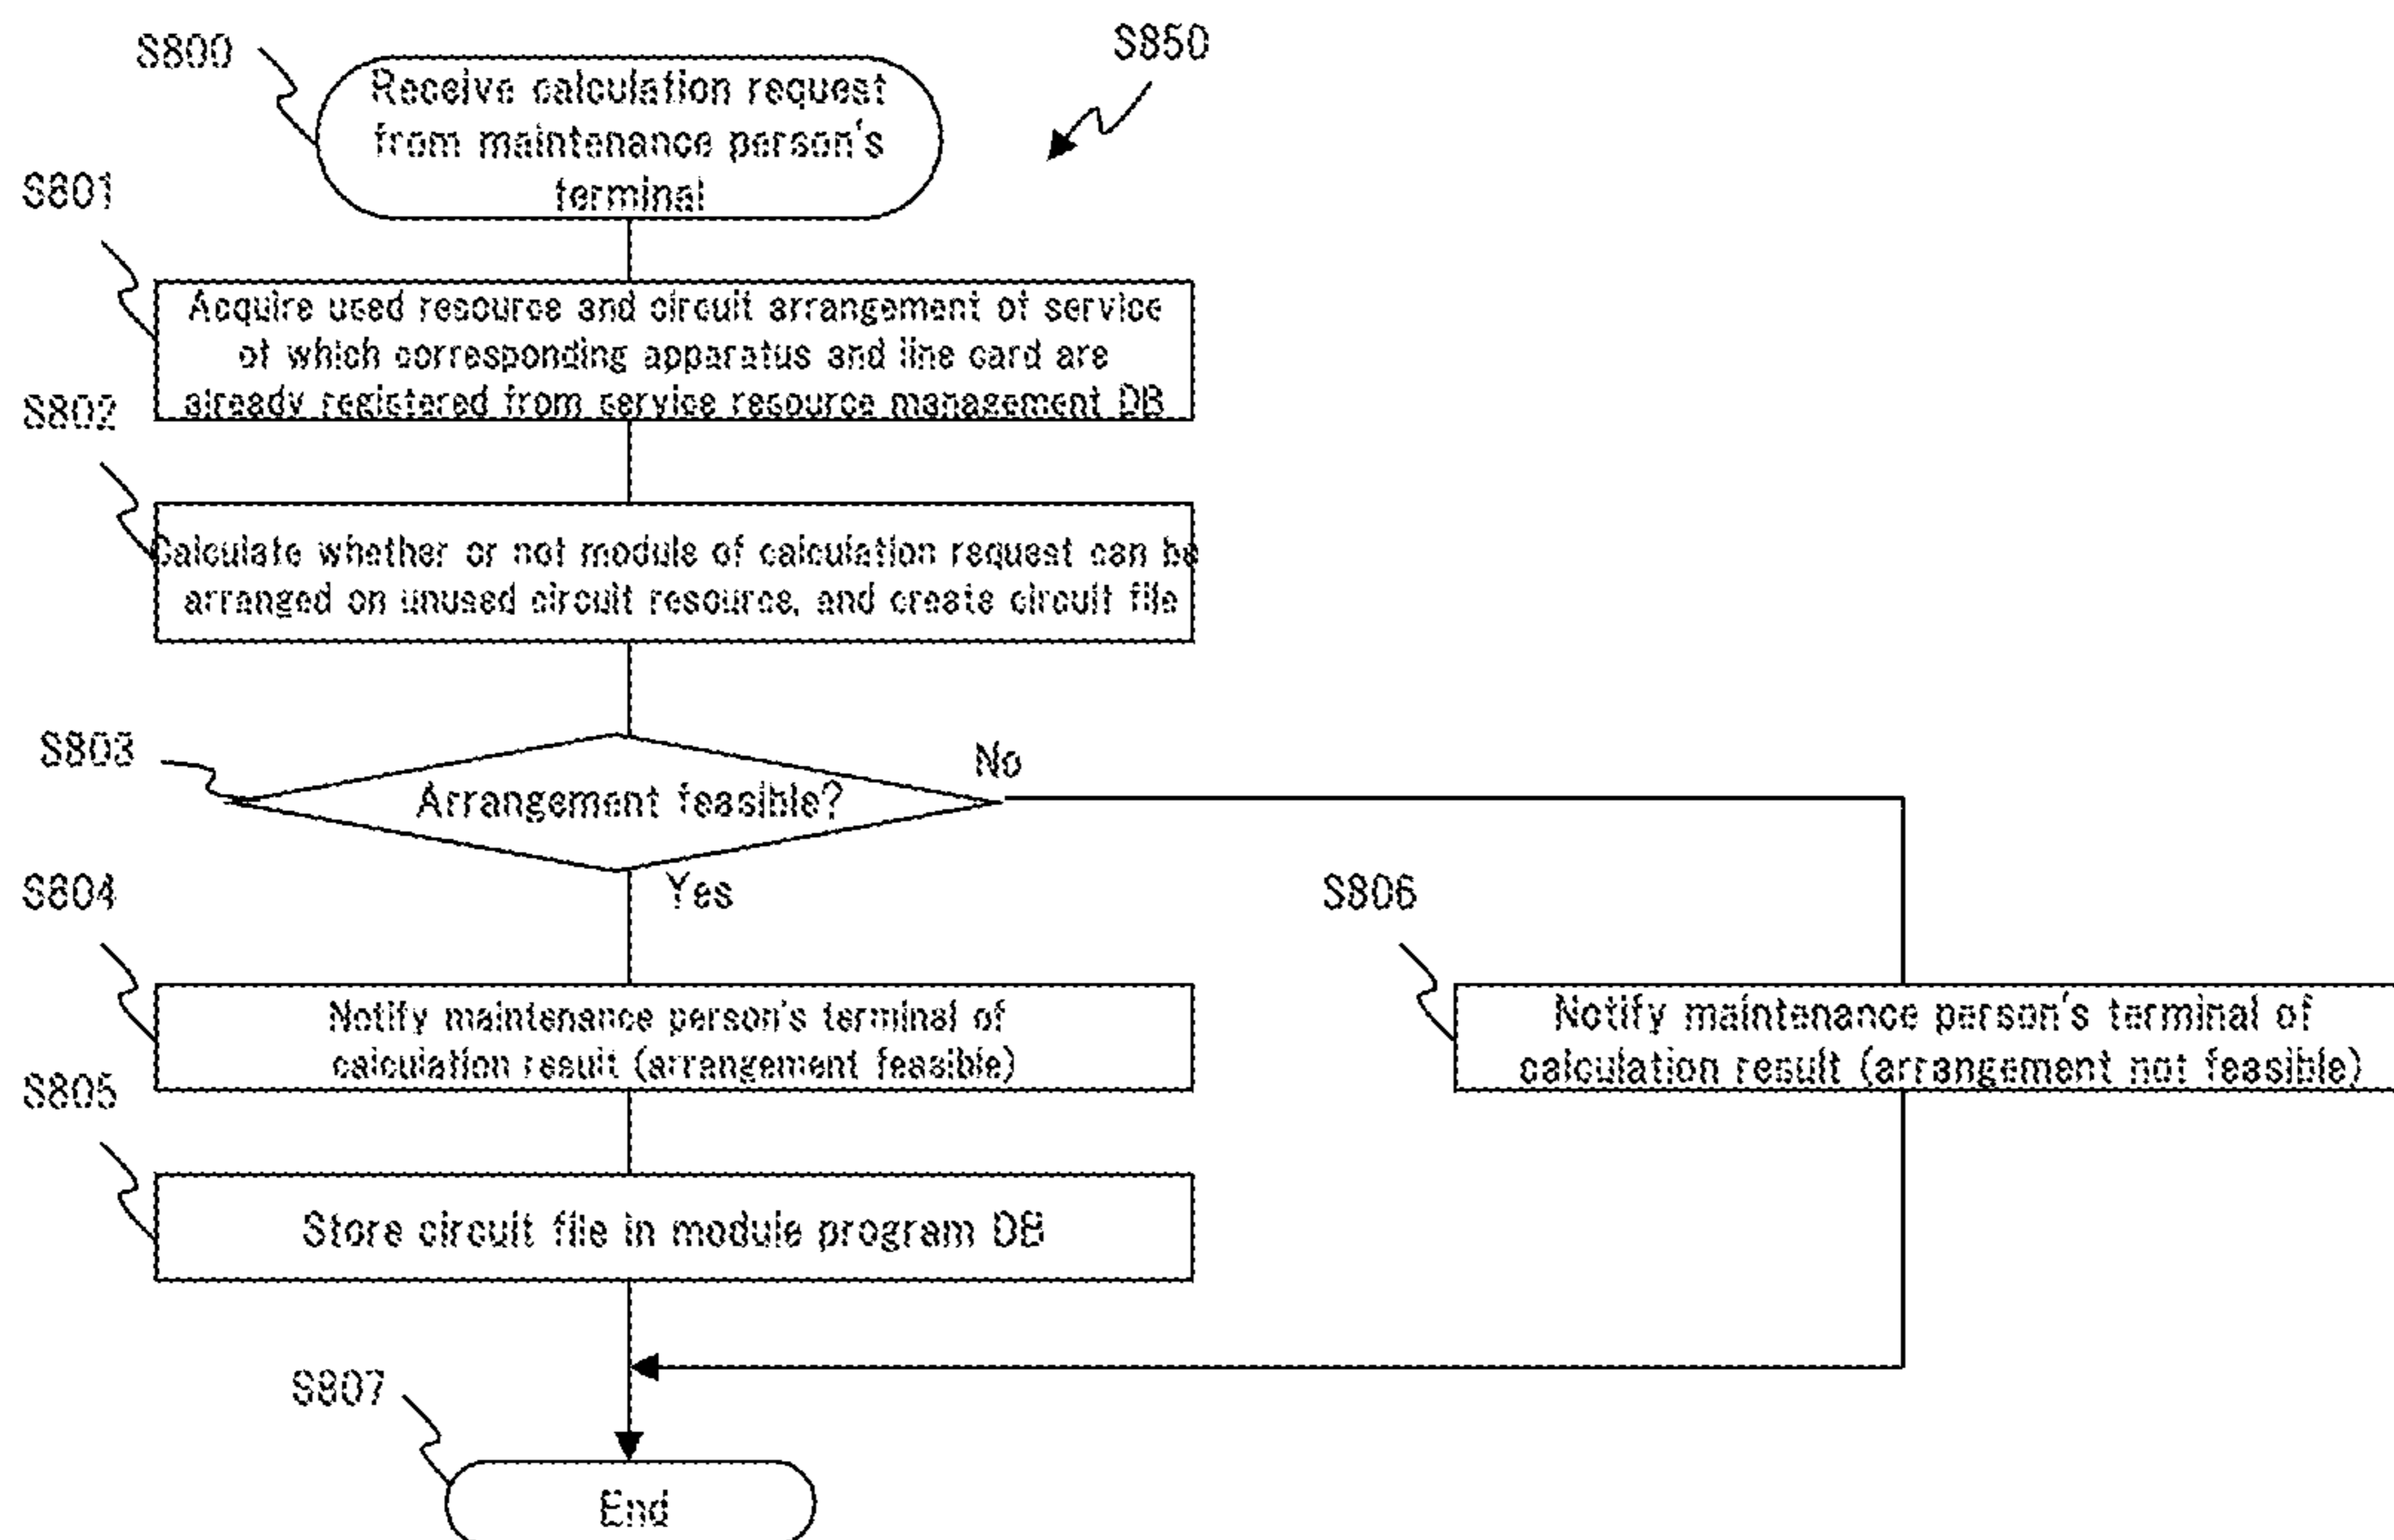 S800
S850
Receive calculation request
from maintenance person's
terminal
S801
Acquire used resource and circuit arrangement of service
of which corresponding apparatus and line card are
already registered from service resource management DB
S802
Calculate whether or not module of calculation request can be
arranged on unused circuit resource, and create circuit file
S803
Arrangement feasible?
No
Yes
S804
Notify maintenance person's terminal of
calculation result (arrangement feasible)
S806
Notify maintenance person's terminal of
calculation result (arrangement not feasible)
S805
Store circuit file in module program DB
S807
End